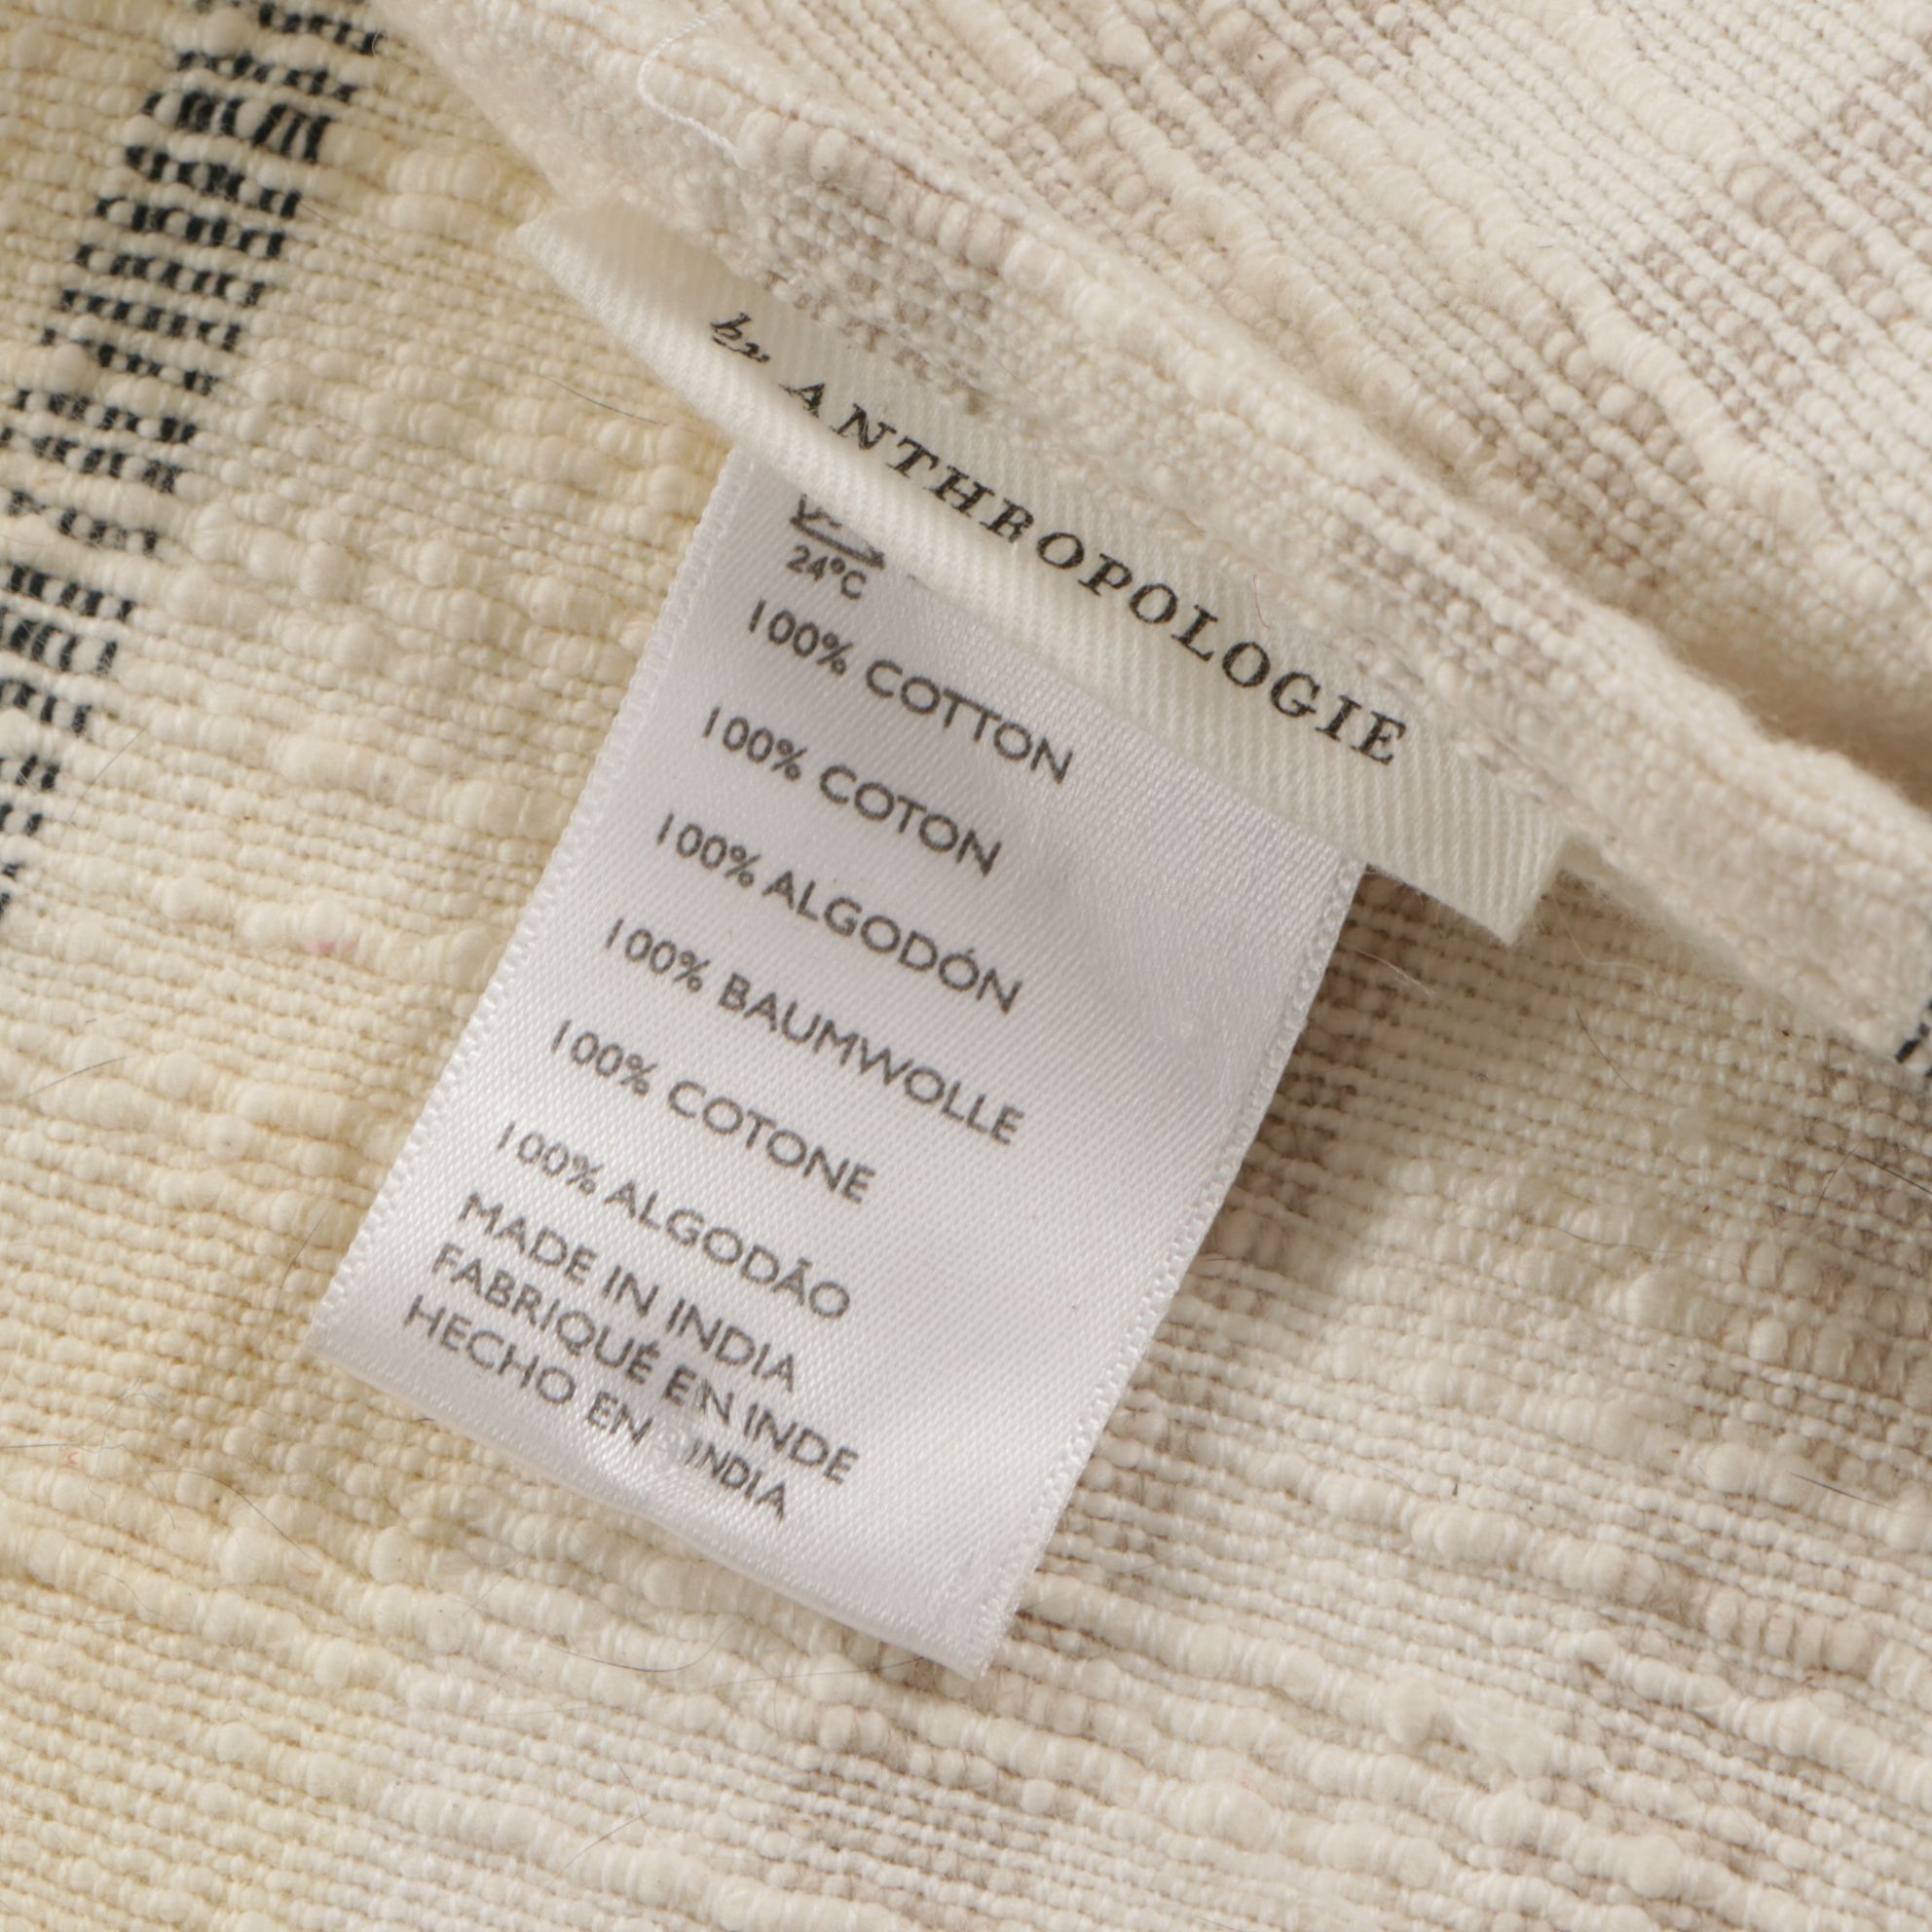 by ANTHROPOLOGIE
24°C
100% COTTON
100% COTON
100% ALGODÓN
100% BAUMWOLLE
100% COTONE
100% ALGODÃO
MADE IN INDIA
FABRIQUÉ EN INDE
HECHO EN INDIA